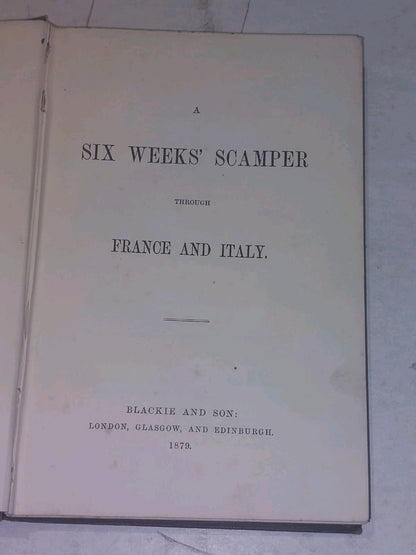 A
SIX WEEKS' SCAMPER
THROUGH
FRANCE AND ITALY.
BLACKIE AND SON:
LONDON, GLASGOW, AND EDINBURGH.
1879.